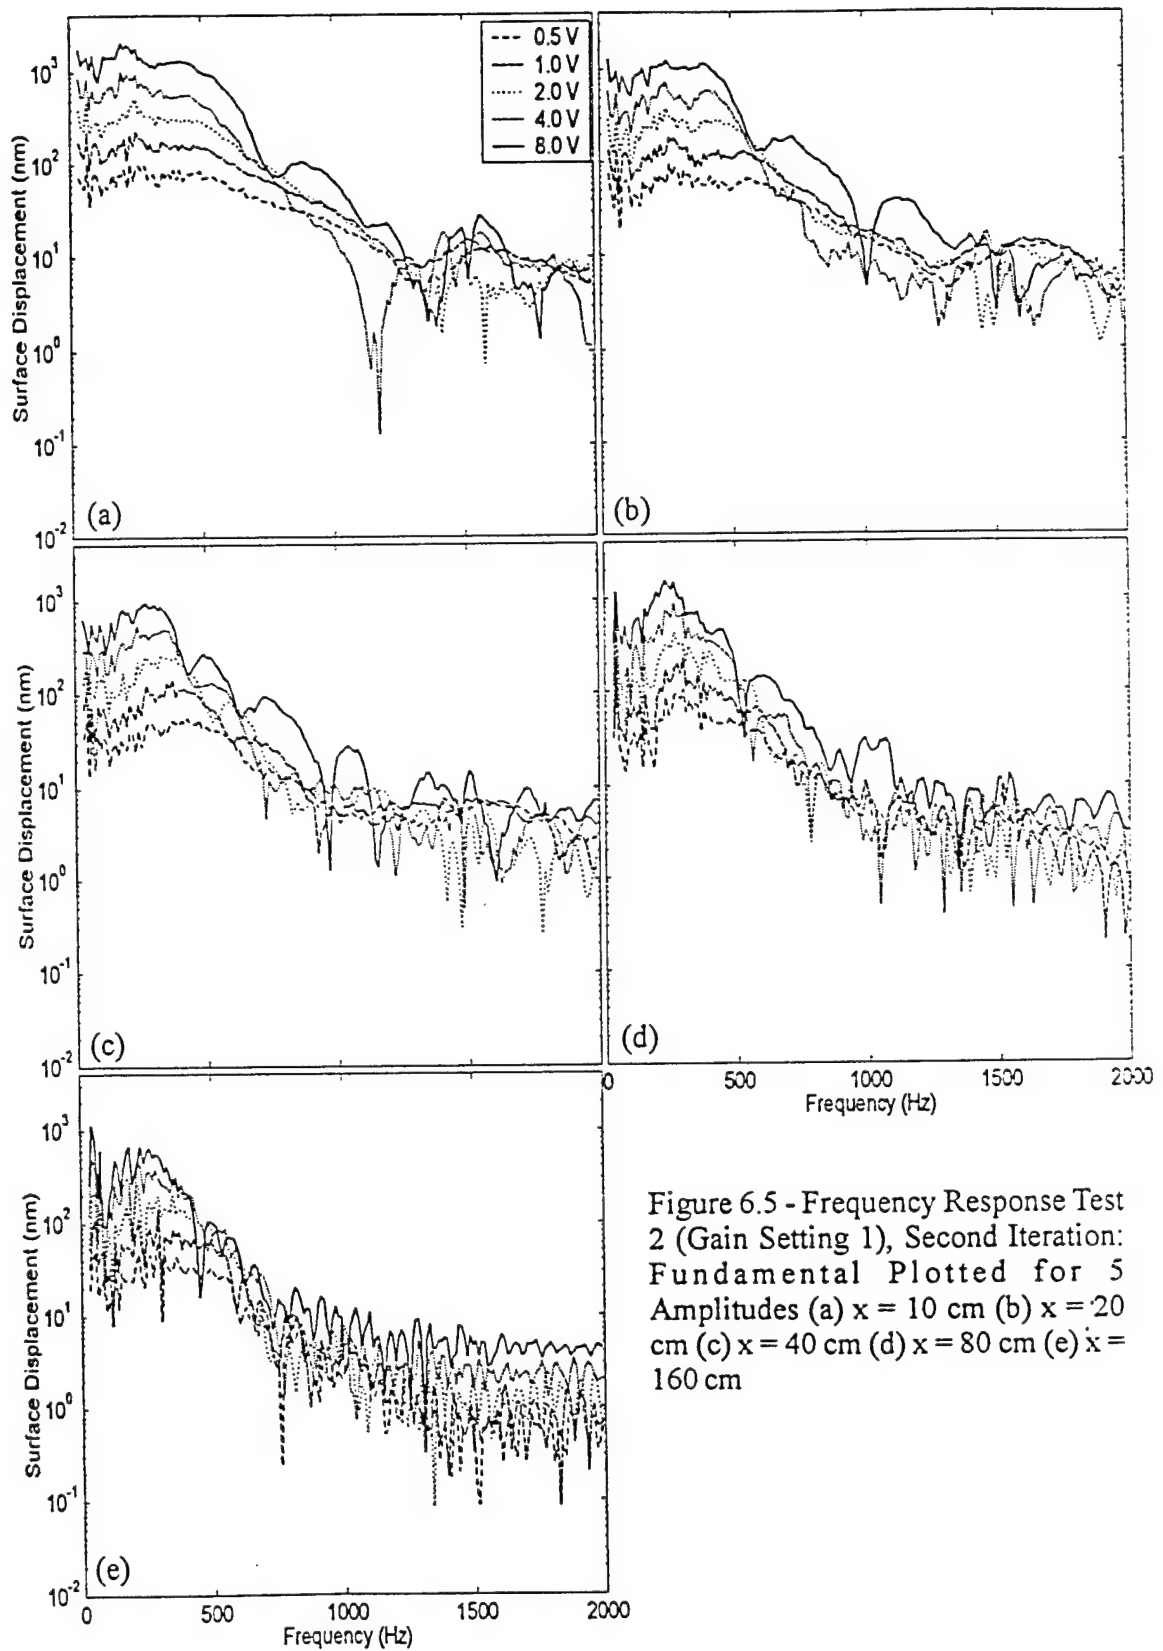 0.5 V
1.0 V
2.0 V
4.0 V
8.0 V
Surface Displacement (nm)
10³
10²
10¹
10⁰
10⁻¹
10⁻²
(a)
(b)
Surface Displacement (nm)
10³
10²
10¹
10⁰
10⁻¹
10⁻²
(c)
(d)
0
500
1000
1500
2000
Frequency (Hz)
Surface Displacement (nm)
10³
10²
10¹
10⁰
10⁻¹
10⁻²
(e)
0
500
1000
1500
2000
Frequency (Hz)
Figure 6.5 - Frequency Response Test
2 (Gain Setting 1), Second Iteration:
Fundamental Plotted for 5
Amplitudes (a) x = 10 cm (b) x = 20
cm (c) x = 40 cm (d) x = 80 cm (e) x =
160 cm